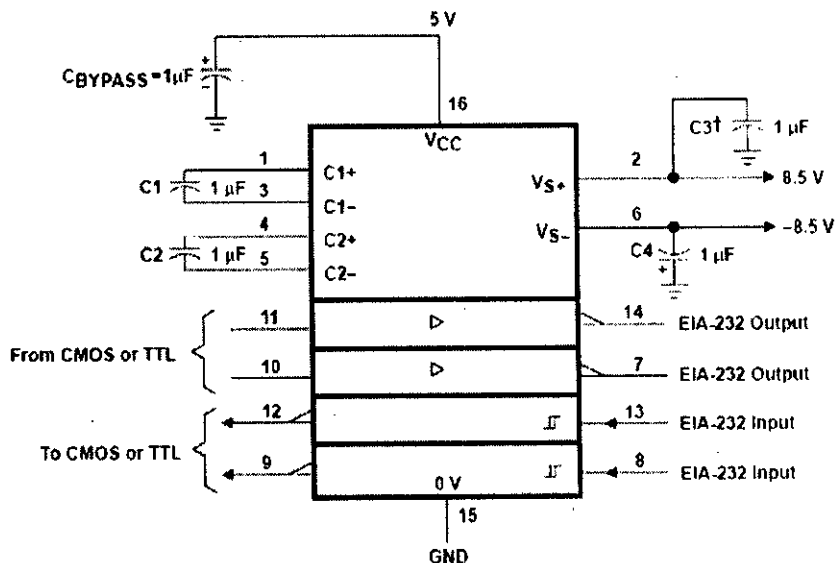 5 V
CBYPASS = 1µF
+
−
16
VCC
C3†
1 µF
1
C1+
2
VS+
8.5 V
C1
1 µF
3
C1−
4
C2+
6
VS−
−8.5 V
C2
1 µF
5
C2−
C4
1 µF
+
11
14
EIA-232 Output
From CMOS or TTL
10
7
EIA-232 Output
12
13
EIA-232 Input
To CMOS or TTL
9
8
EIA-232 Input
0 V
15
GND